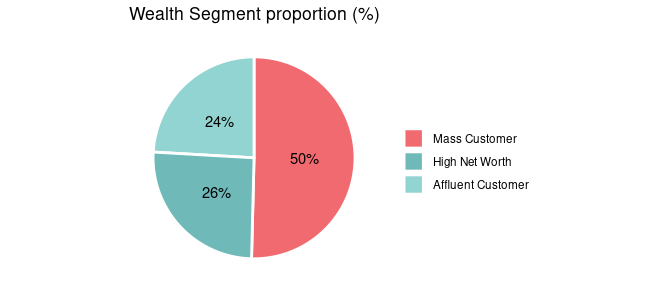 Wealth Segment proportion (%)
24%
50%
26%
Mass Customer
High Net Worth
Affluent Customer